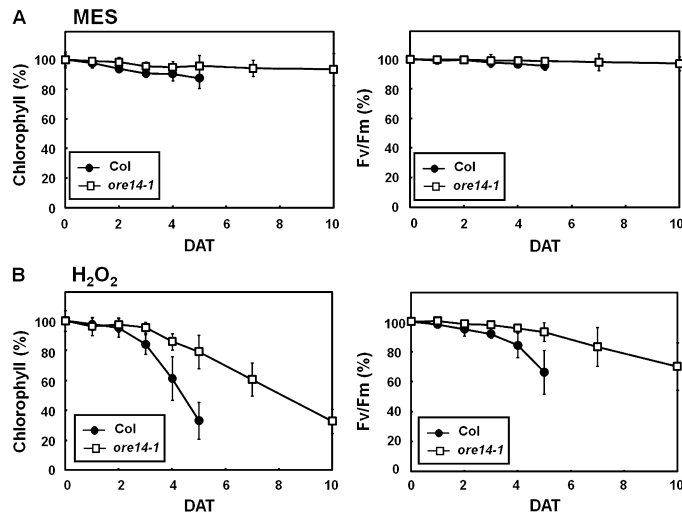 A MES
100
80
60
40
20
0
Chlorophyll (%)
Col
ore14-1
0 2 4 6 8 10
DAT
100
80
60
40
20
0
Fv/Fm (%)
Col
ore14-1
0 2 4 6 8 10
DAT
B H₂O₂
100
80
60
40
20
0
Chlorophyll (%)
Col
ore14-1
0 2 4 6 8 10
DAT
100
80
60
40
20
0
Fv/Fm (%)
Col
ore14-1
0 2 4 6 8 10
DAT